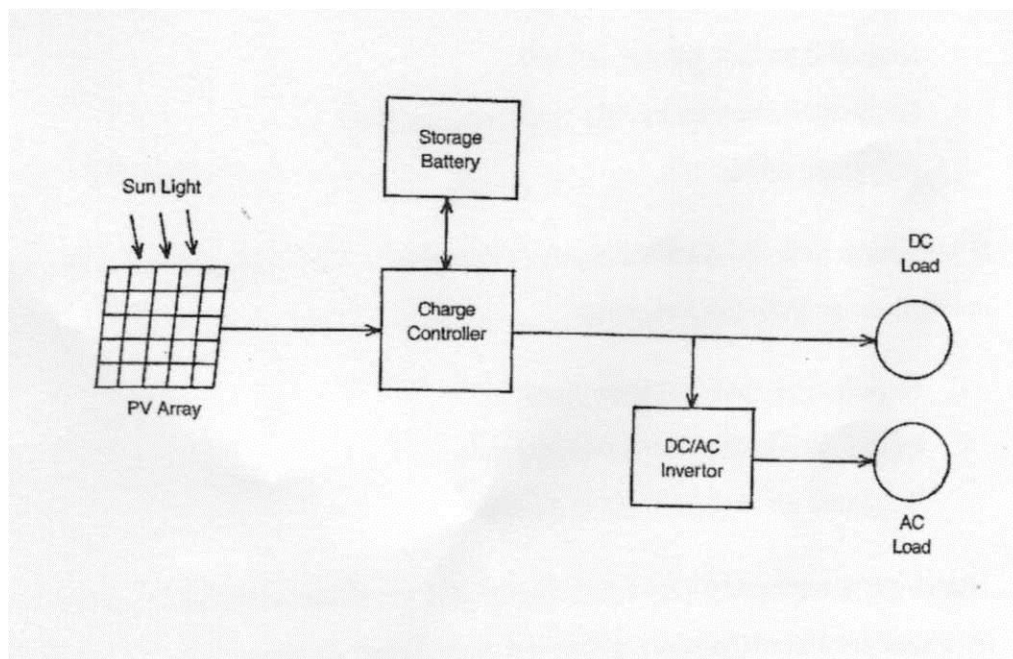 Storage
Battery
Sun Light
DC
Load
Charge
Controller
PV Array
DC/AC
Invertor
AC
Load